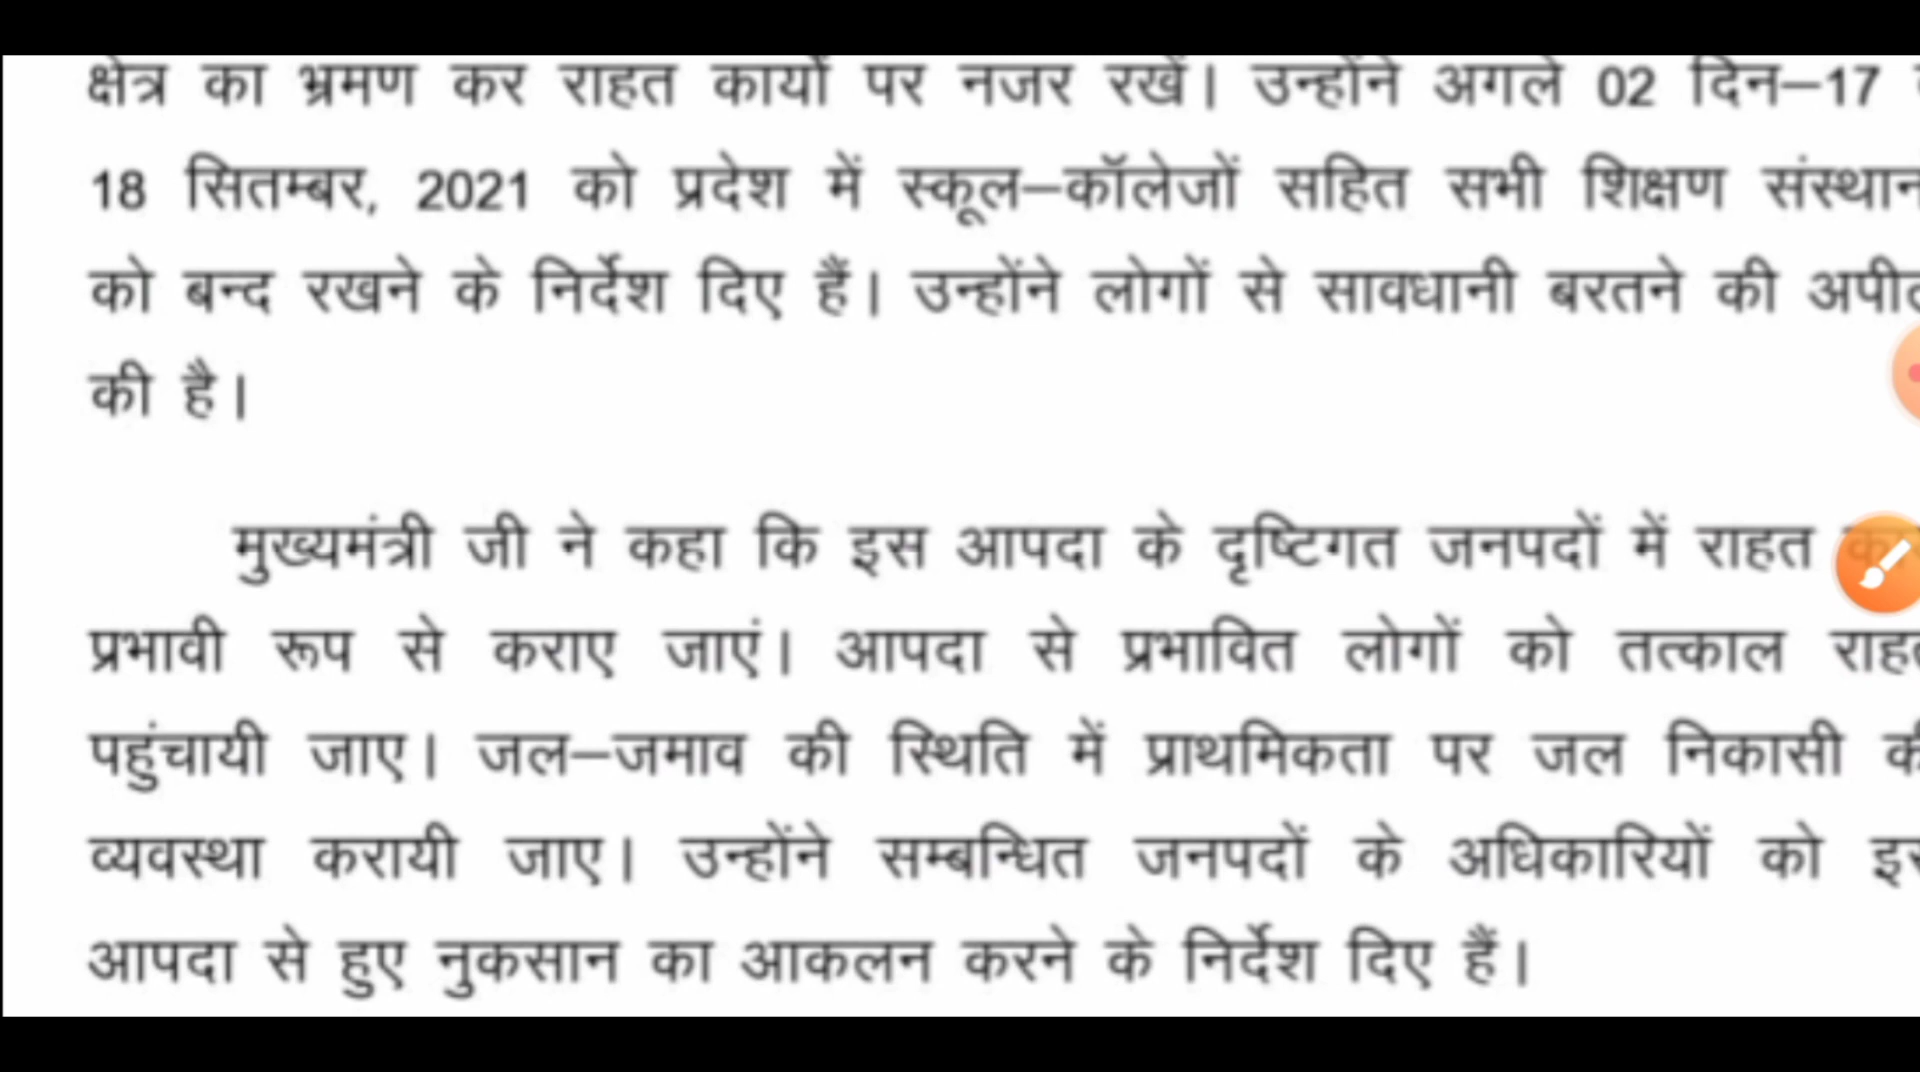 क्षेत्र का भ्रमण कर राहत कार्यों पर नजर रखें। उन्होंने अगले 02 दिन–17
18 सितम्बर, 2021 को प्रदेश में स्कूल–कॉलेजों सहित सभी शिक्षण संस्थान
को बन्द रखने के निर्देश दिए हैं। उन्होंने लोगों से सावधानी बरतने की
की है।
मुख्यमंत्री जी ने कहा कि इस आपदा के दृष्टिगत जनपदों में राहत
प्रभावी रूप से कराए जाएं। आपदा से प्रभावित लोगों को तत्काल राहत
पहुंचायी जाए। जल–जमाव की स्थिति में प्राथमिकता पर जल निकासी की
व्यवस्था करायी जाए। उन्होंने सम्बन्धित जनपदों के अधिकारियों को इस
आपदा से हुए नुकसान का आकलन करने के निर्देश दिए हैं।